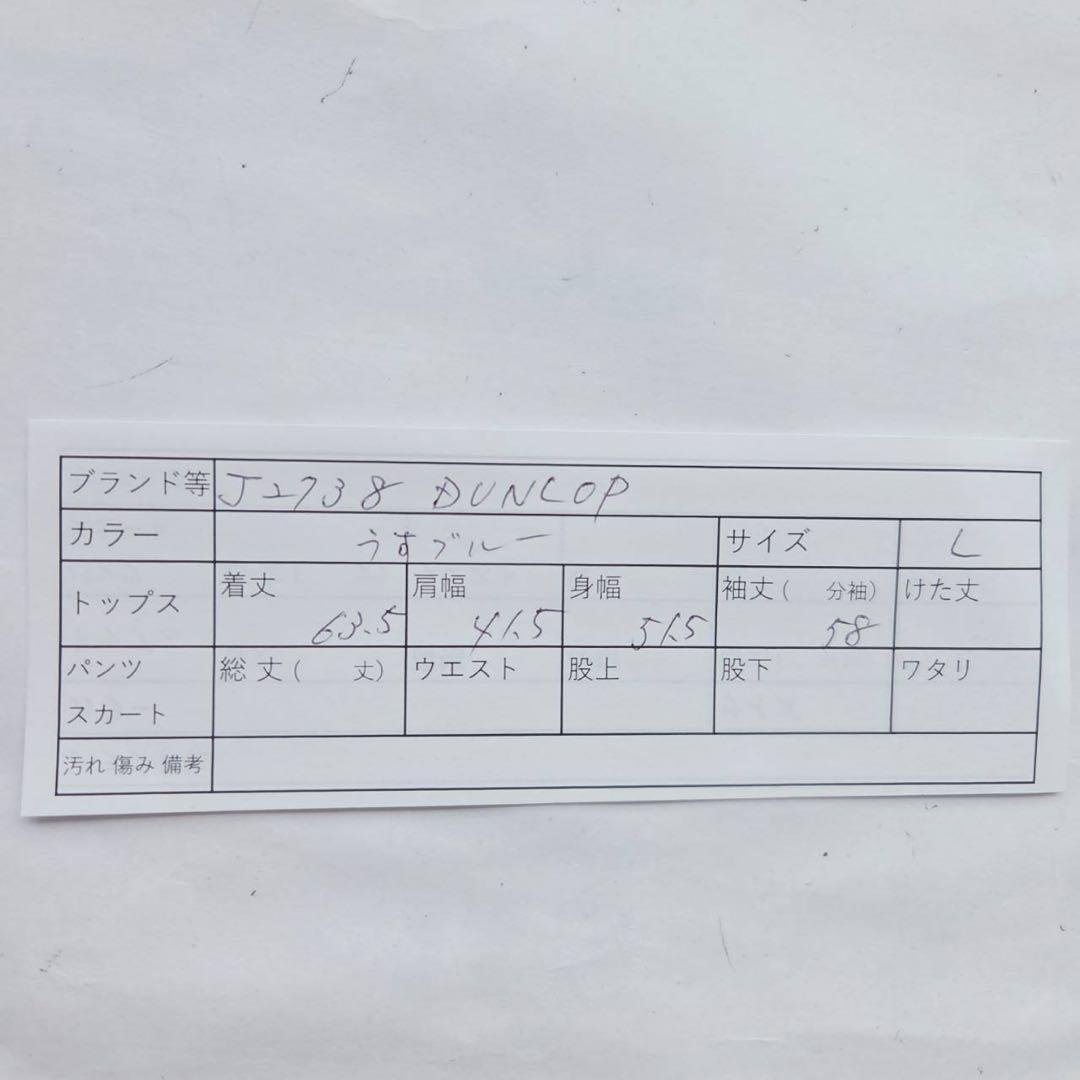 ブランド等 J2738 DUNLOP
カラー うすブルー サイズ L
トップス 着丈 63.5 肩幅 41.5 身幅 51.5 袖丈( 分袖) 58 けた丈
パンツ 総丈( 丈) ウエスト 股上 股下 ワタリ
スカート
汚れ 傷み 備考